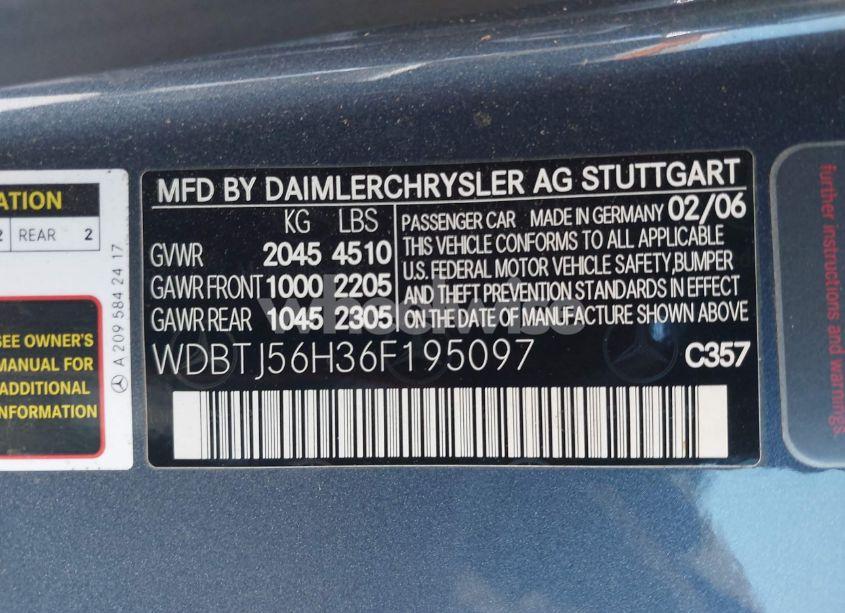 MFD BY DAIMLERCHRYSLER AG STUTTGART
KG LBS
GVWR 2045 4510
GAWR FRONT 1000 2205
GAWR REAR 1045 2305
PASSENGER CAR MADE IN GERMANY 02/06
THIS VEHICLE CONFORMS TO ALL APPLICABLE
U.S. FEDERAL MOTOR VEHICLE SAFETY,BUMPER
AND THEFT PREVENTION STANDARDS IN EFFECT
ON THE DATE OF MANUFACTURE SHOWN ABOVE
WDBTJ56H36F195097 C357
ATION
2 REAR 2
SEE OWNER'S
MANUAL FOR
ADDITIONAL
INFORMATION
A 209 584 24 17
further instructions and warnings.